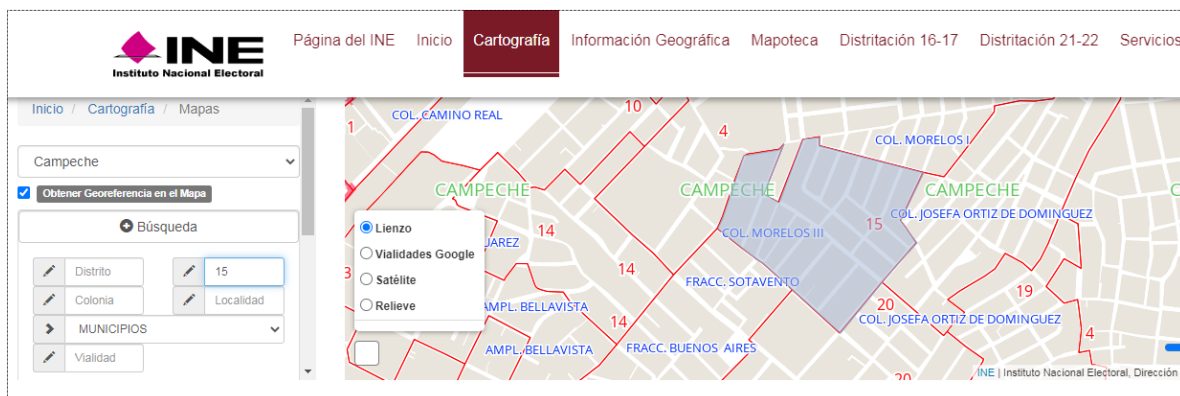 INE
Instituto Nacional Electoral
Página del INE Inicio Cartografía Información Geográfica Mapoteca Distritación 16-17 Distritación 21-22 Servicios
Inicio / Cartografía / Mapas
Campeche
Obtener Georeferencia en el Mapa
Búsqueda
Distrito 15
Colonia Localidad
MUNICIPIOS
Vialidad
Lienzo
Vialidades Google
Satélite
Relieve
1 COL. CAMINO REAL 10 4 COL. MORELOS I
CAMPECHE CAMPECHE CAMPECHE C
UAREZ 14 COL. MORELOS III 15 COL. JOSEFA ORTIZ DE DOMINGUEZ
3 14 FRACC. SOTAVENTO 19
AMPL. BELLAVISTA 20
14 COL. JOSEFA ORTIZ DE DOMINGUEZ 4
AMPL. BELLAVISTA FRACC. BUENOS AIRES
20 INE | Instituto Nacional Electoral, Dirección